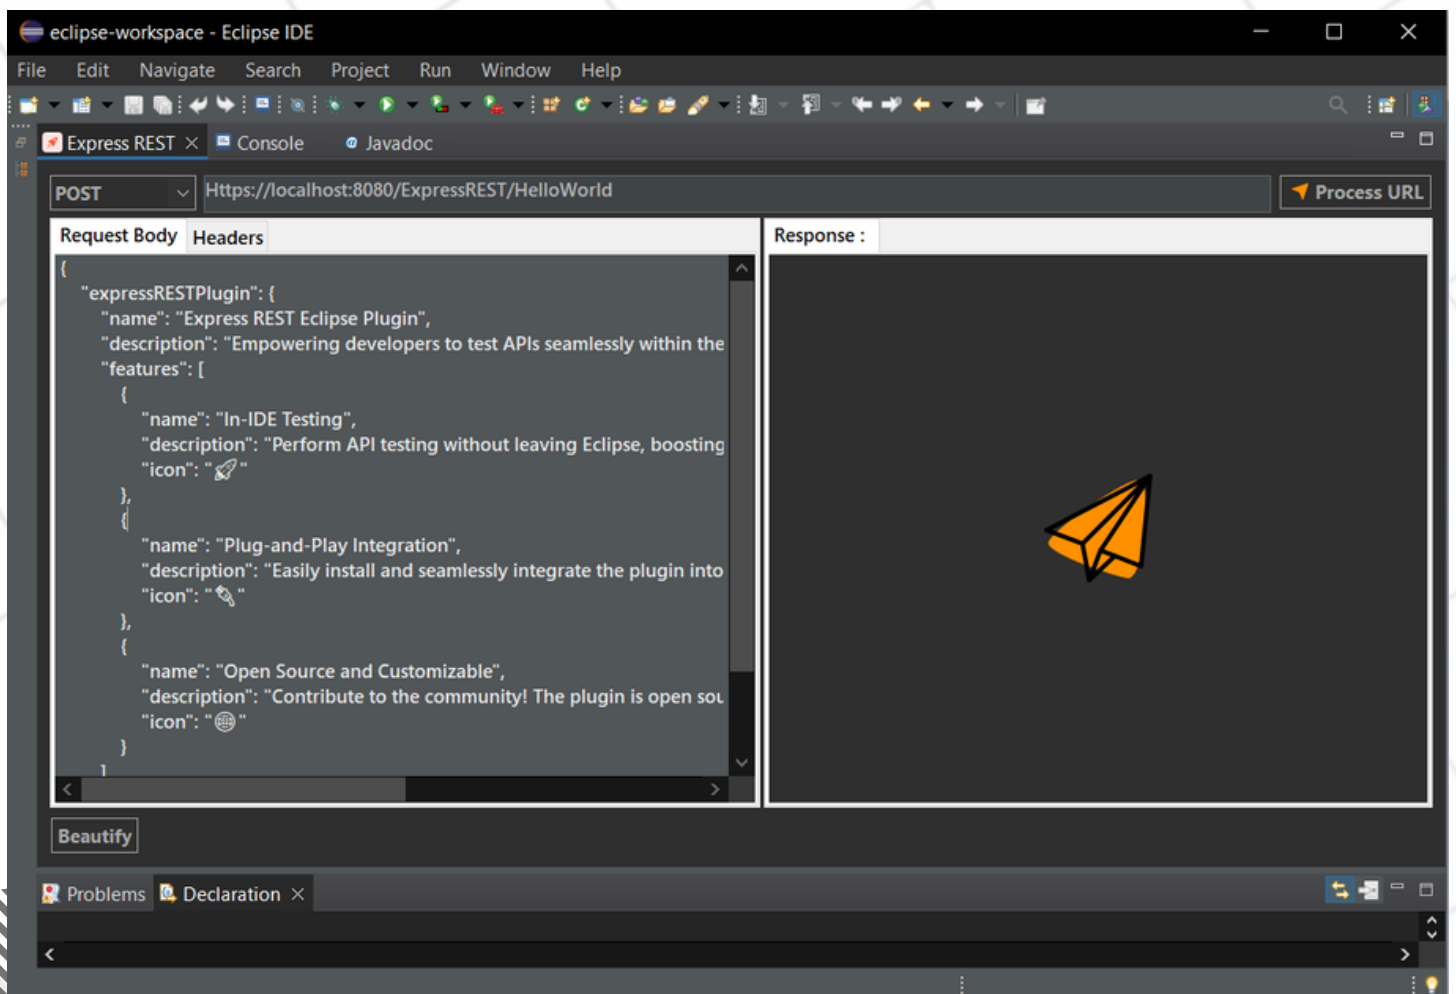 eclipse-workspace - Eclipse IDE
File Edit Navigate Search Project Run Window Help
Express REST Console Javadoc
POST Https://localhost:8080/ExpressREST/HelloWorld Process URL
Request Body Headers
Response :
{
"expressRESTPlugin": {
"name": "Express REST Eclipse Plugin",
"description": "Empowering developers to test APIs seamlessly within the
"features": [
{
"name": "In-IDE Testing",
"description": "Perform API testing without leaving Eclipse, boosting
"icon": "🚀"
},
{
"name": "Plug-and-Play Integration",
"description": "Easily install and seamlessly integrate the plugin into
"icon": "🔌"
},
{
"name": "Open Source and Customizable",
"description": "Contribute to the community! The plugin is open sou
"icon": "🌐"
}
]
Beautify
Problems Declaration